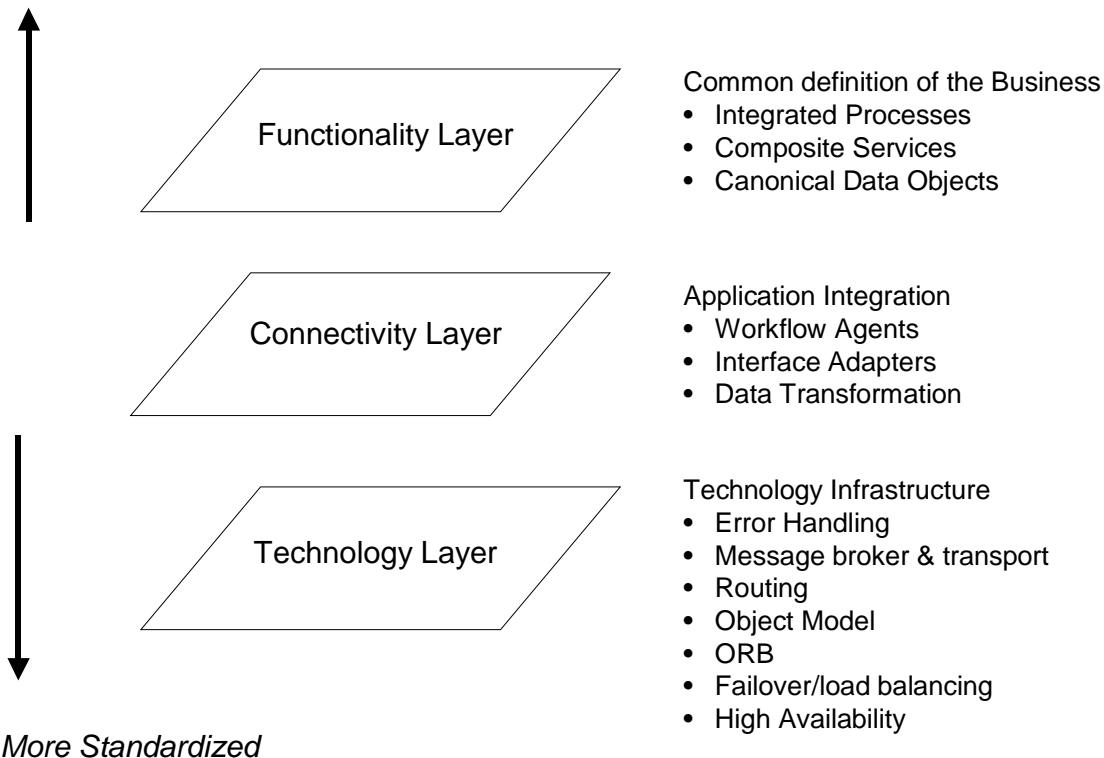 Functionality Layer
Common definition of the Business
• Integrated Processes
• Composite Services
• Canonical Data Objects
Connectivity Layer
Application Integration
• Workflow Agents
• Interface Adapters
• Data Transformation
Technology Layer
Technology Infrastructure
• Error Handling
• Message broker & transport
• Routing
• Object Model
• ORB
• Failover/load balancing
• High Availability
More Standardized